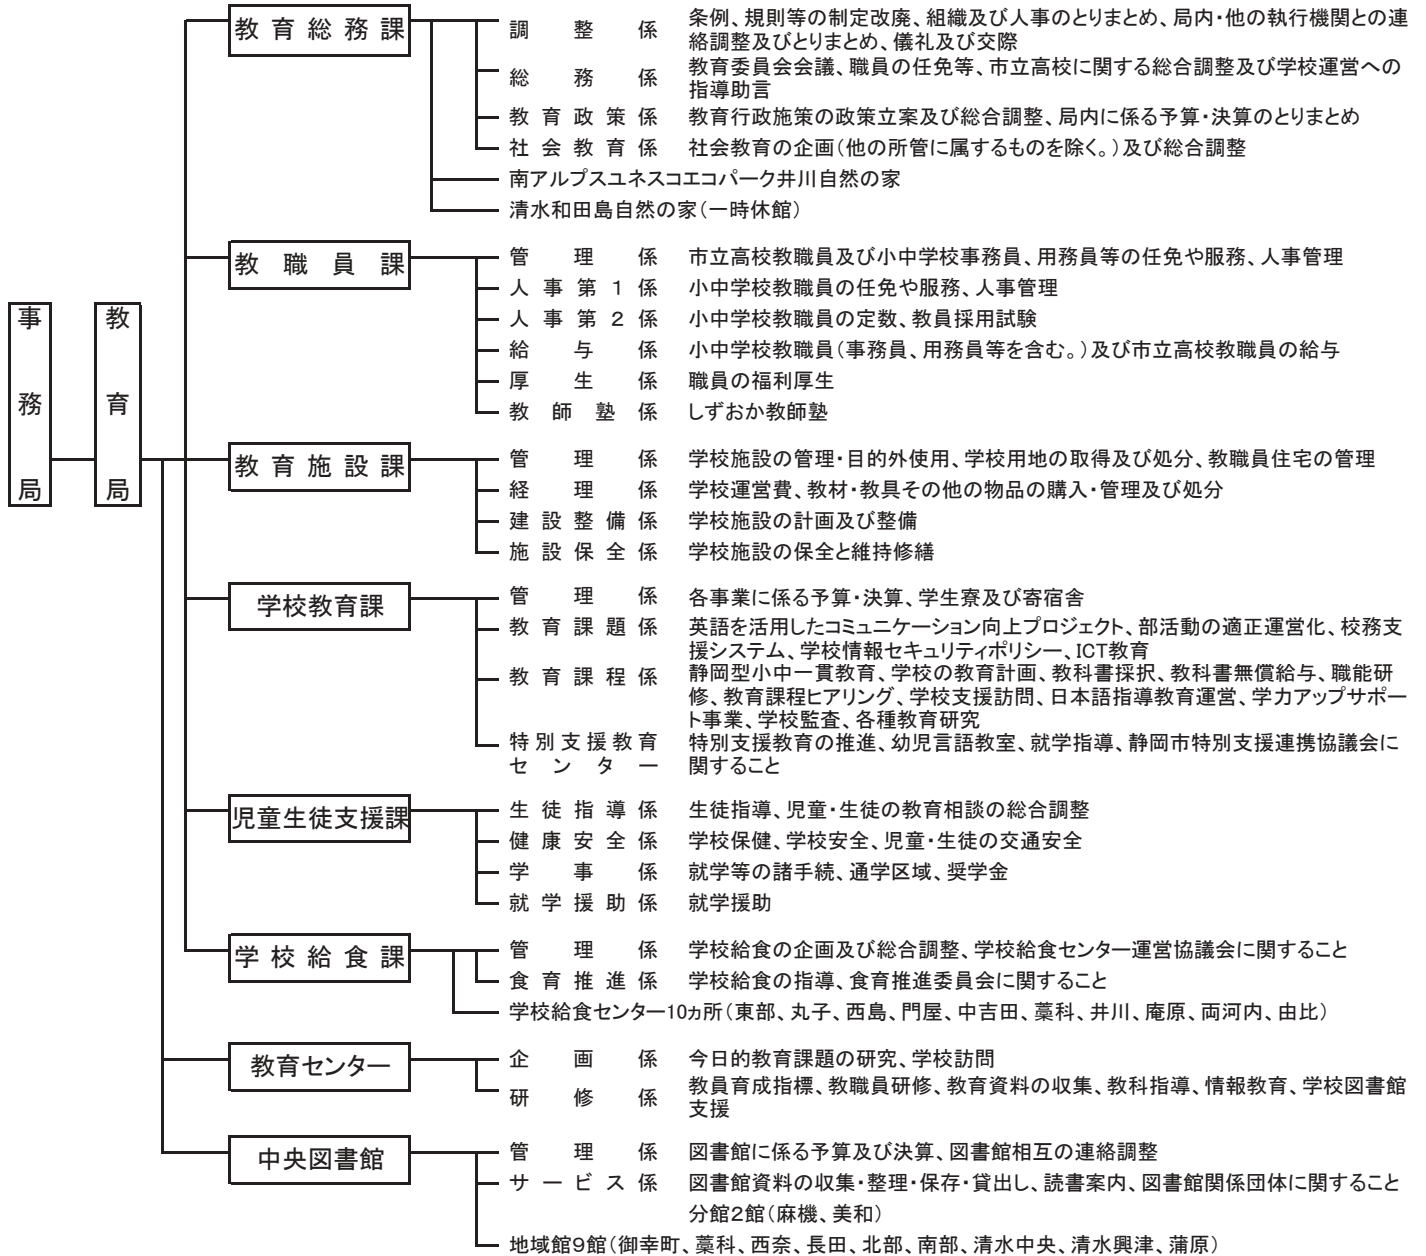 事務局
教育局
教育総務課
調整係 条例、規則等の制定改廃、組織及び人事のとりまとめ、局内・他の執行機関との連
絡調整及びとりまとめ、儀礼及び交際
総務係 教育委員会会議、職員の任免等、市立高校に関する総合調整及び学校運営への
指導助言
教育政策係 教育行政施策の政策立案及び総合調整、局内に係る予算・決算のとりまとめ
社会教育係 社会教育の企画(他の所管に属するものを除く。)及び総合調整
南アルプスユネスコエコパーク井川自然の家
清水和田島自然の家(一時休館)
教職員課
管理係 市立高校教職員及び小中学校事務員、用務員等の任免や服務、人事管理
人事第1係 小中学校教職員の任免や服務、人事管理
人事第2係 小中学校教職員の定数、教員採用試験
給与係 小中学校教職員(事務員、用務員等を含む。)及び市立高校教職員の給与
厚生係 職員の福利厚生
教師塾係 しずおか教師塾
教育施設課
管理係 学校施設の管理・目的外使用、学校用地の取得及び処分、教職員住宅の管理
経理係 学校運営費、教材・教具その他の物品の購入・管理及び処分
建設整備係 学校施設の計画及び整備
施設保全係 学校施設の保全と維持修繕
学校教育課
管理係 各事業に係る予算・決算、学生寮及び寄宿舎
教育課題係 英語を活用したコミュニケーション向上プロジェクト、部活動の適正運営化、校務支
援システム、学校情報セキュリティポリシー、ICT教育
教育課程係 静岡型小中一貫教育、学校の教育計画、教科書採択、教科書無償給与、職能研
修、教育課程ヒアリング、学校支援訪問、日本語指導教育運営、学力アップサポー
ト事業、学校監査、各種教育研究
特別支援教育 特別支援教育の推進、幼児言語教室、就学指導、静岡市特別支援連携協議会に
センター 関すること
児童生徒支援課
生徒指導係 生徒指導、児童・生徒の教育相談の総合調整
健康安全係 学校保健、学校安全、児童・生徒の交通安全
学事係 就学等の諸手続、通学区域、奨学金
就学援助係 就学援助
学校給食課
管理係 学校給食の企画及び総合調整、学校給食センター運営協議会に関すること
食育推進係 学校給食の指導、食育推進委員会に関すること
学校給食センター10ヵ所(東部、丸子、西島、門屋、中吉田、藁科、井川、庵原、両河内、由比)
教育センター
企画係 今日的教育課題の研究、学校訪問
研修係 教員育成指標、教職員研修、教育資料の収集、教科指導、情報教育、学校図書館
支援
中央図書館
管理係 図書館に係る予算及び決算、図書館相互の連絡調整
サービス係 図書館資料の収集・整理・保存・貸出し、読書案内、図書館関係団体に関すること
分館2館(麻機、美和)
地域館9館(御幸町、藁科、西奈、長田、北部、南部、清水中央、清水興津、蒲原)